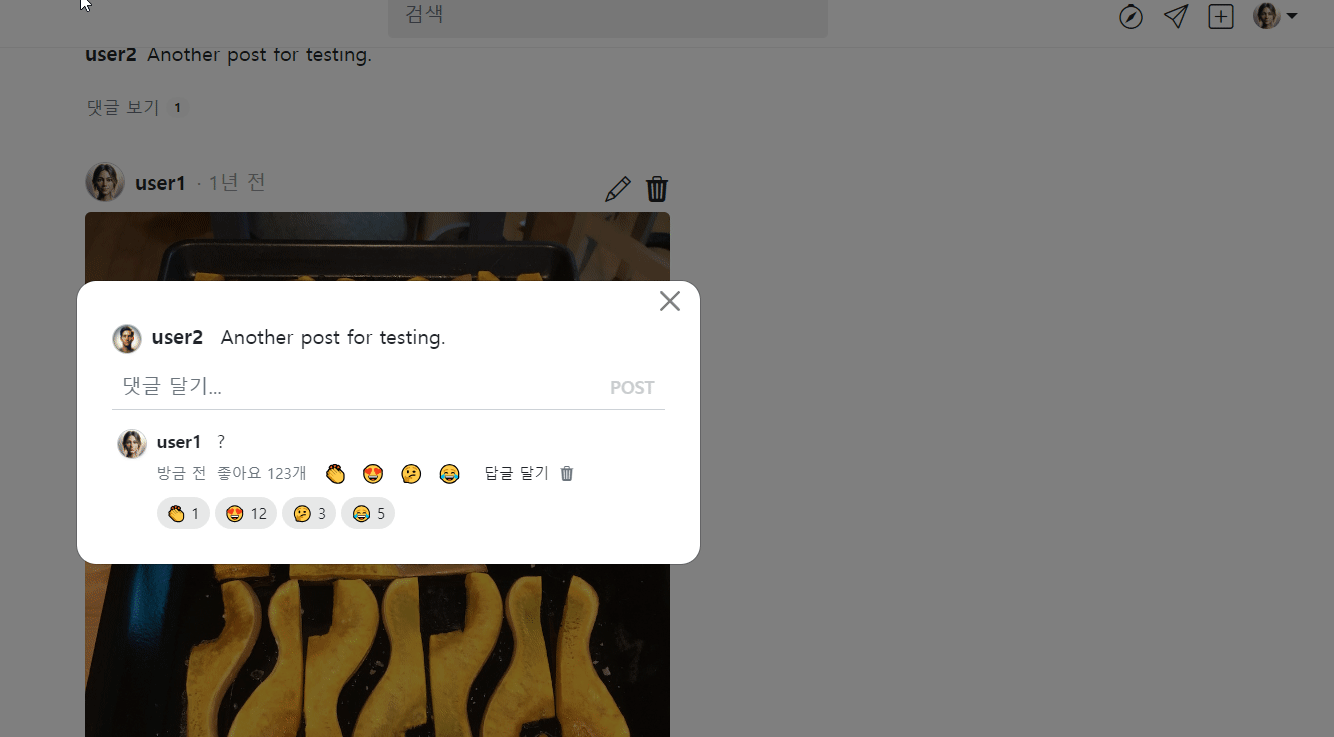 검색
user2 Another post for testing.
댓글 보기 1
user1 · 1년 전
user2 Another post for testing.
댓글 달기... POST
user1 ?
방금 전 좋아요 123개 👏 😍 🤔 😂 답글 달기
👏 1 😍 12 🤔 3 😂 5